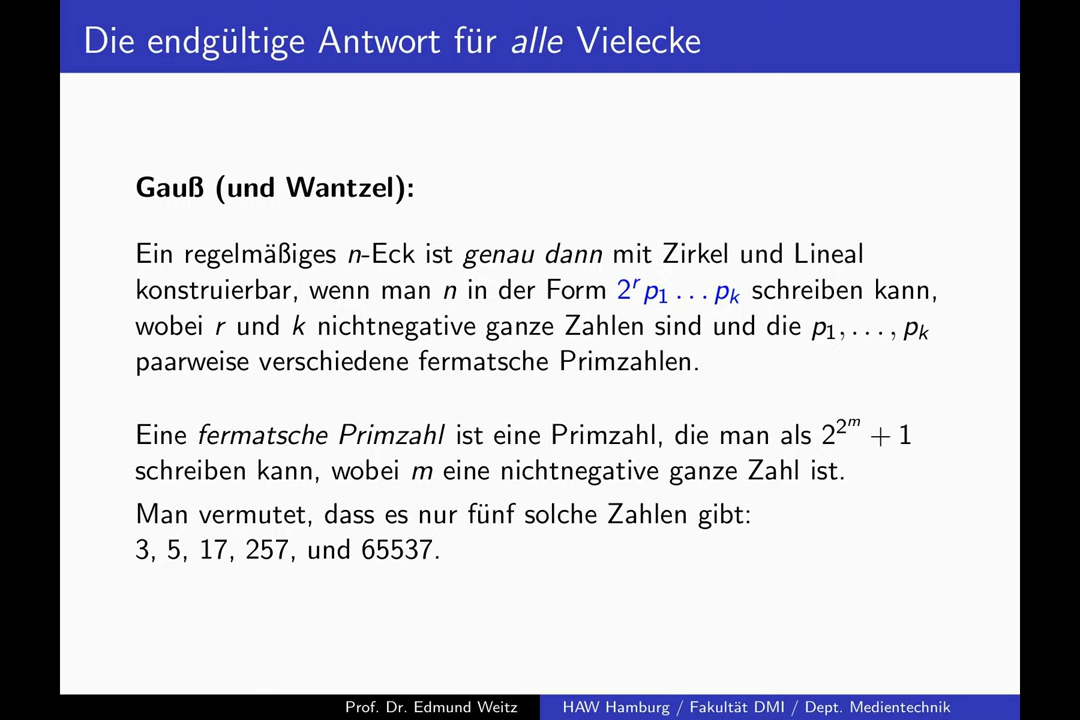 Die endgültige Antwort für alle Vielecke
Gauß (und Wantzel):
Ein regelmäßiges n-Eck ist genau dann mit Zirkel und Lineal
konstruierbar, wenn man n in der Form 2^r p_1 ... p_k schreiben kann,
wobei r und k nichtnegative ganze Zahlen sind und die p_1, ..., p_k
paarweise verschiedene fermatsche Primzahlen.
Eine fermatsche Primzahl ist eine Primzahl, die man als 2^{2^m} + 1
schreiben kann, wobei m eine nichtnegative ganze Zahl ist.
Man vermutet, dass es nur fünf solche Zahlen gibt:
3, 5, 17, 257, und 65537.
Prof. Dr. Edmund Weitz HAW Hamburg / Fakultät DMI / Dept. Medientechnik